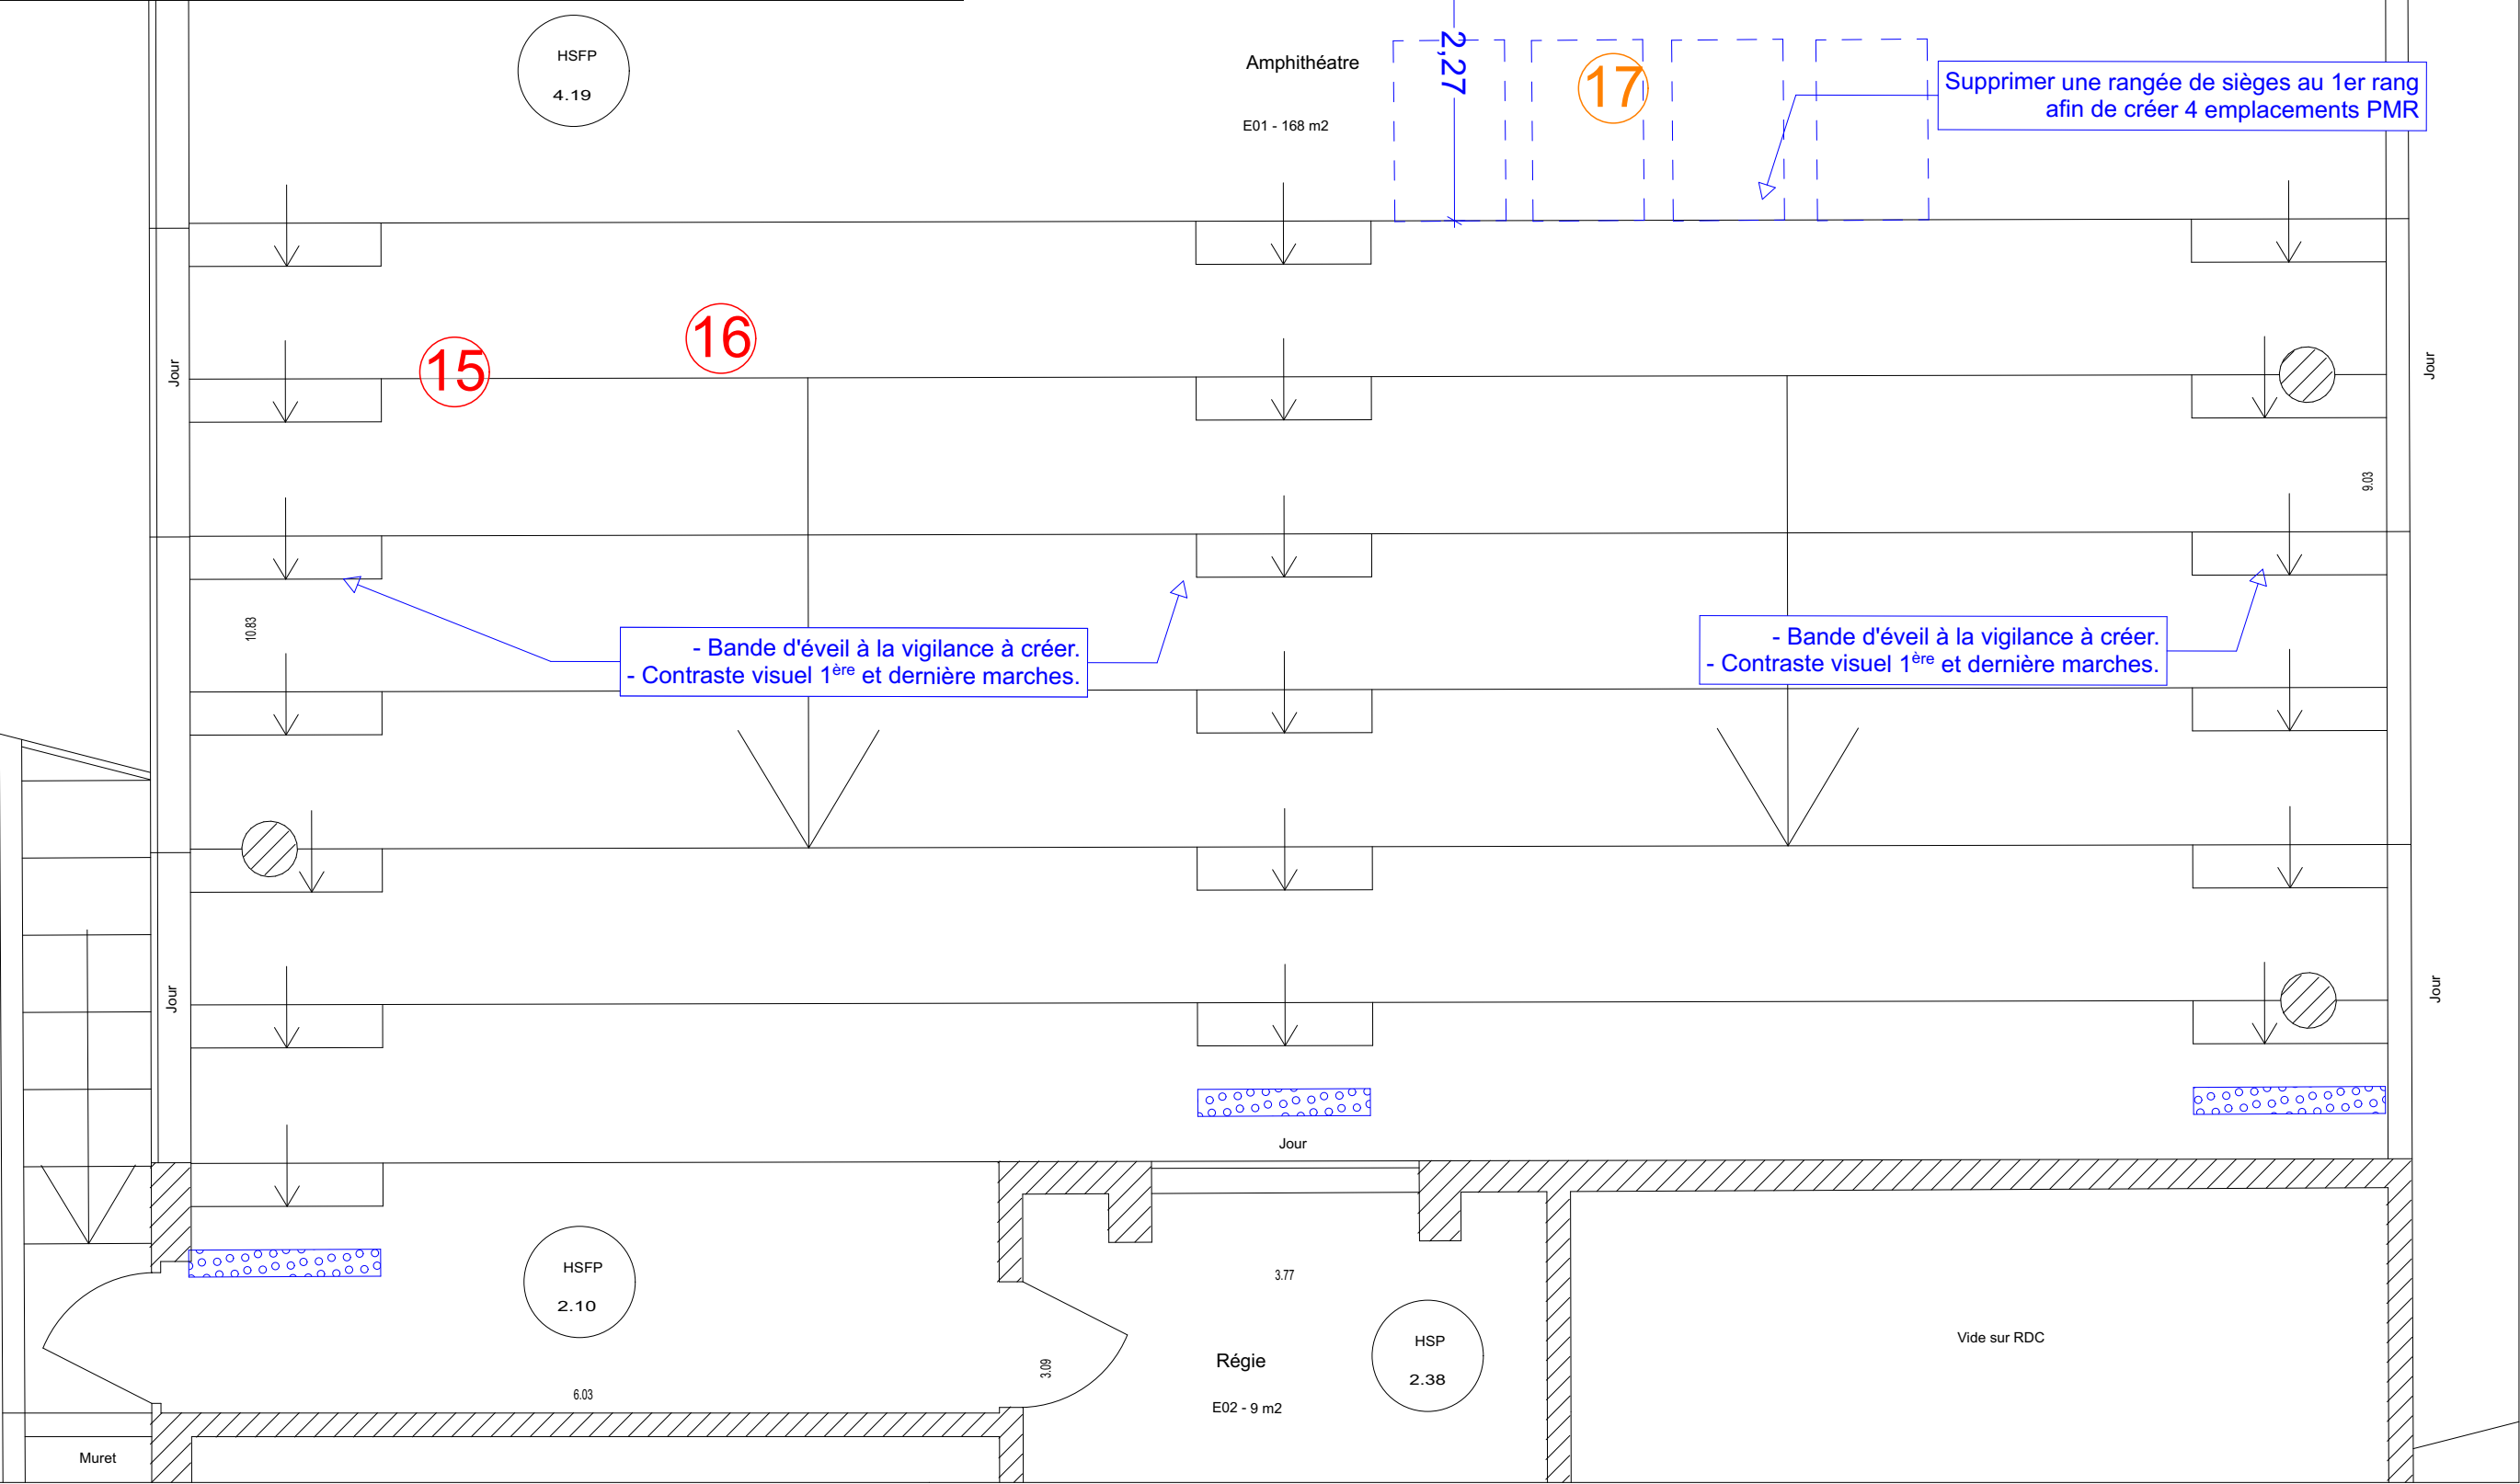 HSFP
4.19
Amphithéatre
E01 - 168 m2
2,27
17
Supprimer une rangée de sièges au 1er rang
afin de créer 4 emplacements PMR
15
16
Jour
Jour
9.03
10.83
- Bande d'éveil à la vigilance à créer.
- Contraste visuel 1ère et dernière marches.
- Bande d'éveil à la vigilance à créer.
- Contraste visuel 1ère et dernière marches.
Jour
Jour
Jour
HSFP
2.10
6.03
3.09
3.77
Régie
E02 - 9 m2
HSP
2.38
Vide sur RDC
Muret